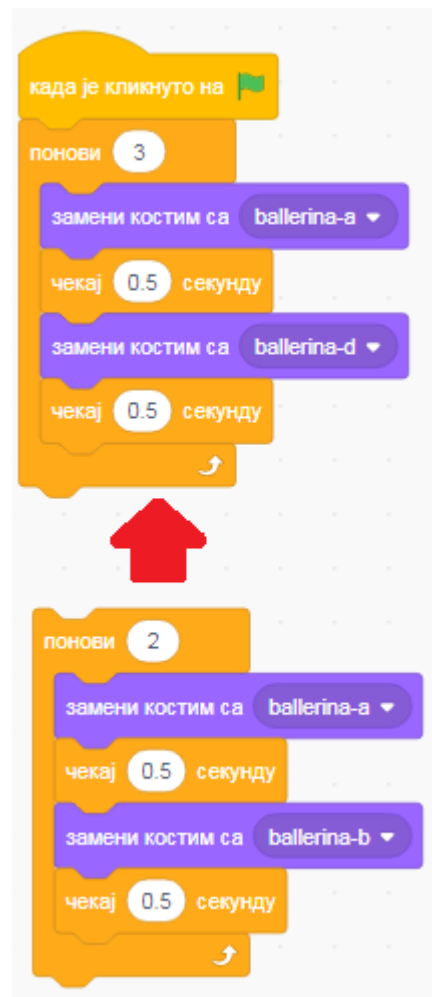 када је кликнуто на
понови 3
замени костим са ballerina-a
чекај 0.5 секунду
замени костим са ballerina-d
чекај 0.5 секунду
понови 2
замени костим са ballerina-a
чекај 0.5 секунду
замени костим са ballerina-b
чекај 0.5 секунду